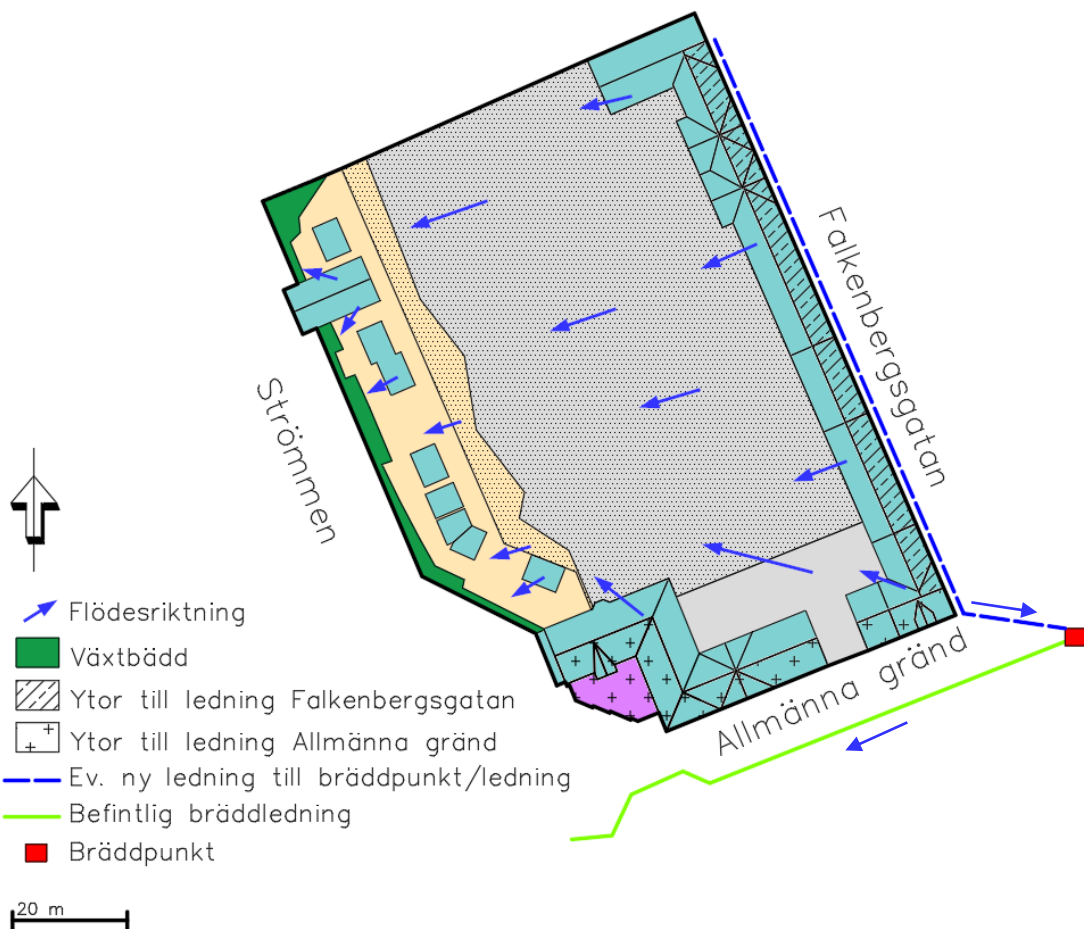 Falkenbergsgatan
Strömmen
Allmänna gränd
Flödesriktning
Växtbädd
Ytor till ledning Falkenbergsgatan
Ytor till ledning Allmänna gränd
Ev. ny ledning till bräddpunkt/ledning
Befintlig bräddledning
Bräddpunkt
20 m